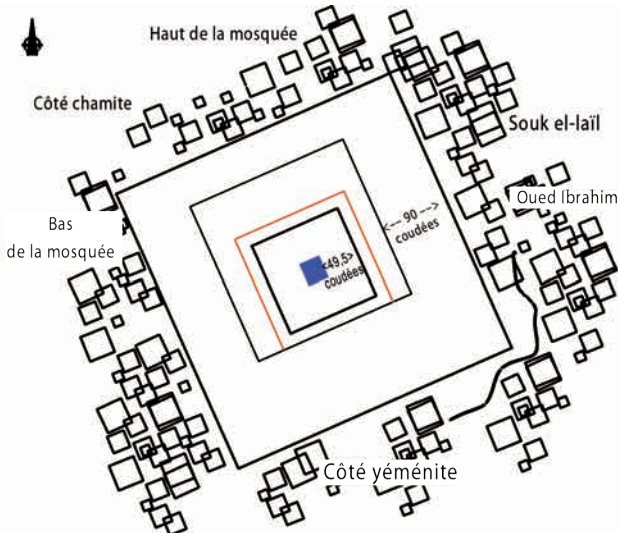 Haut de la mosquée
Côté chamite
Souk el-laïl
Oued Ibrahim
Bas
de la mosquée
<--- 90 --->
coudées
<49,5>
coudées
Côté yéménite